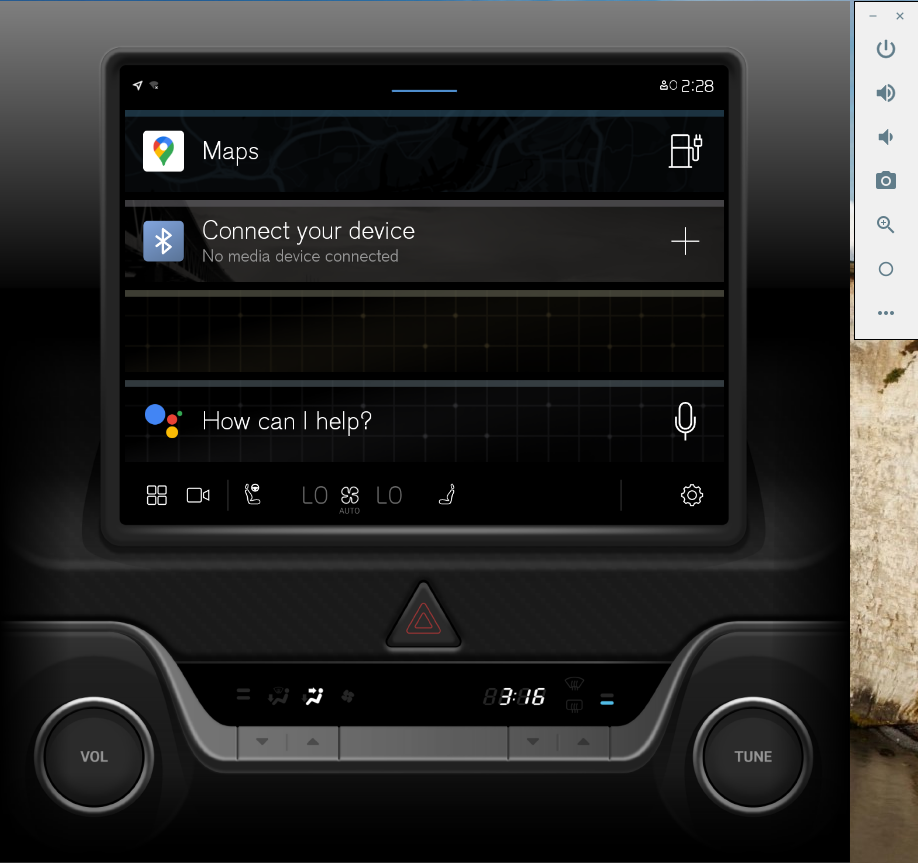 2:28
Maps
Connect your device
No media device connected
How can I help?
LO
LO
AUTO
3:16
VOL
TUNE